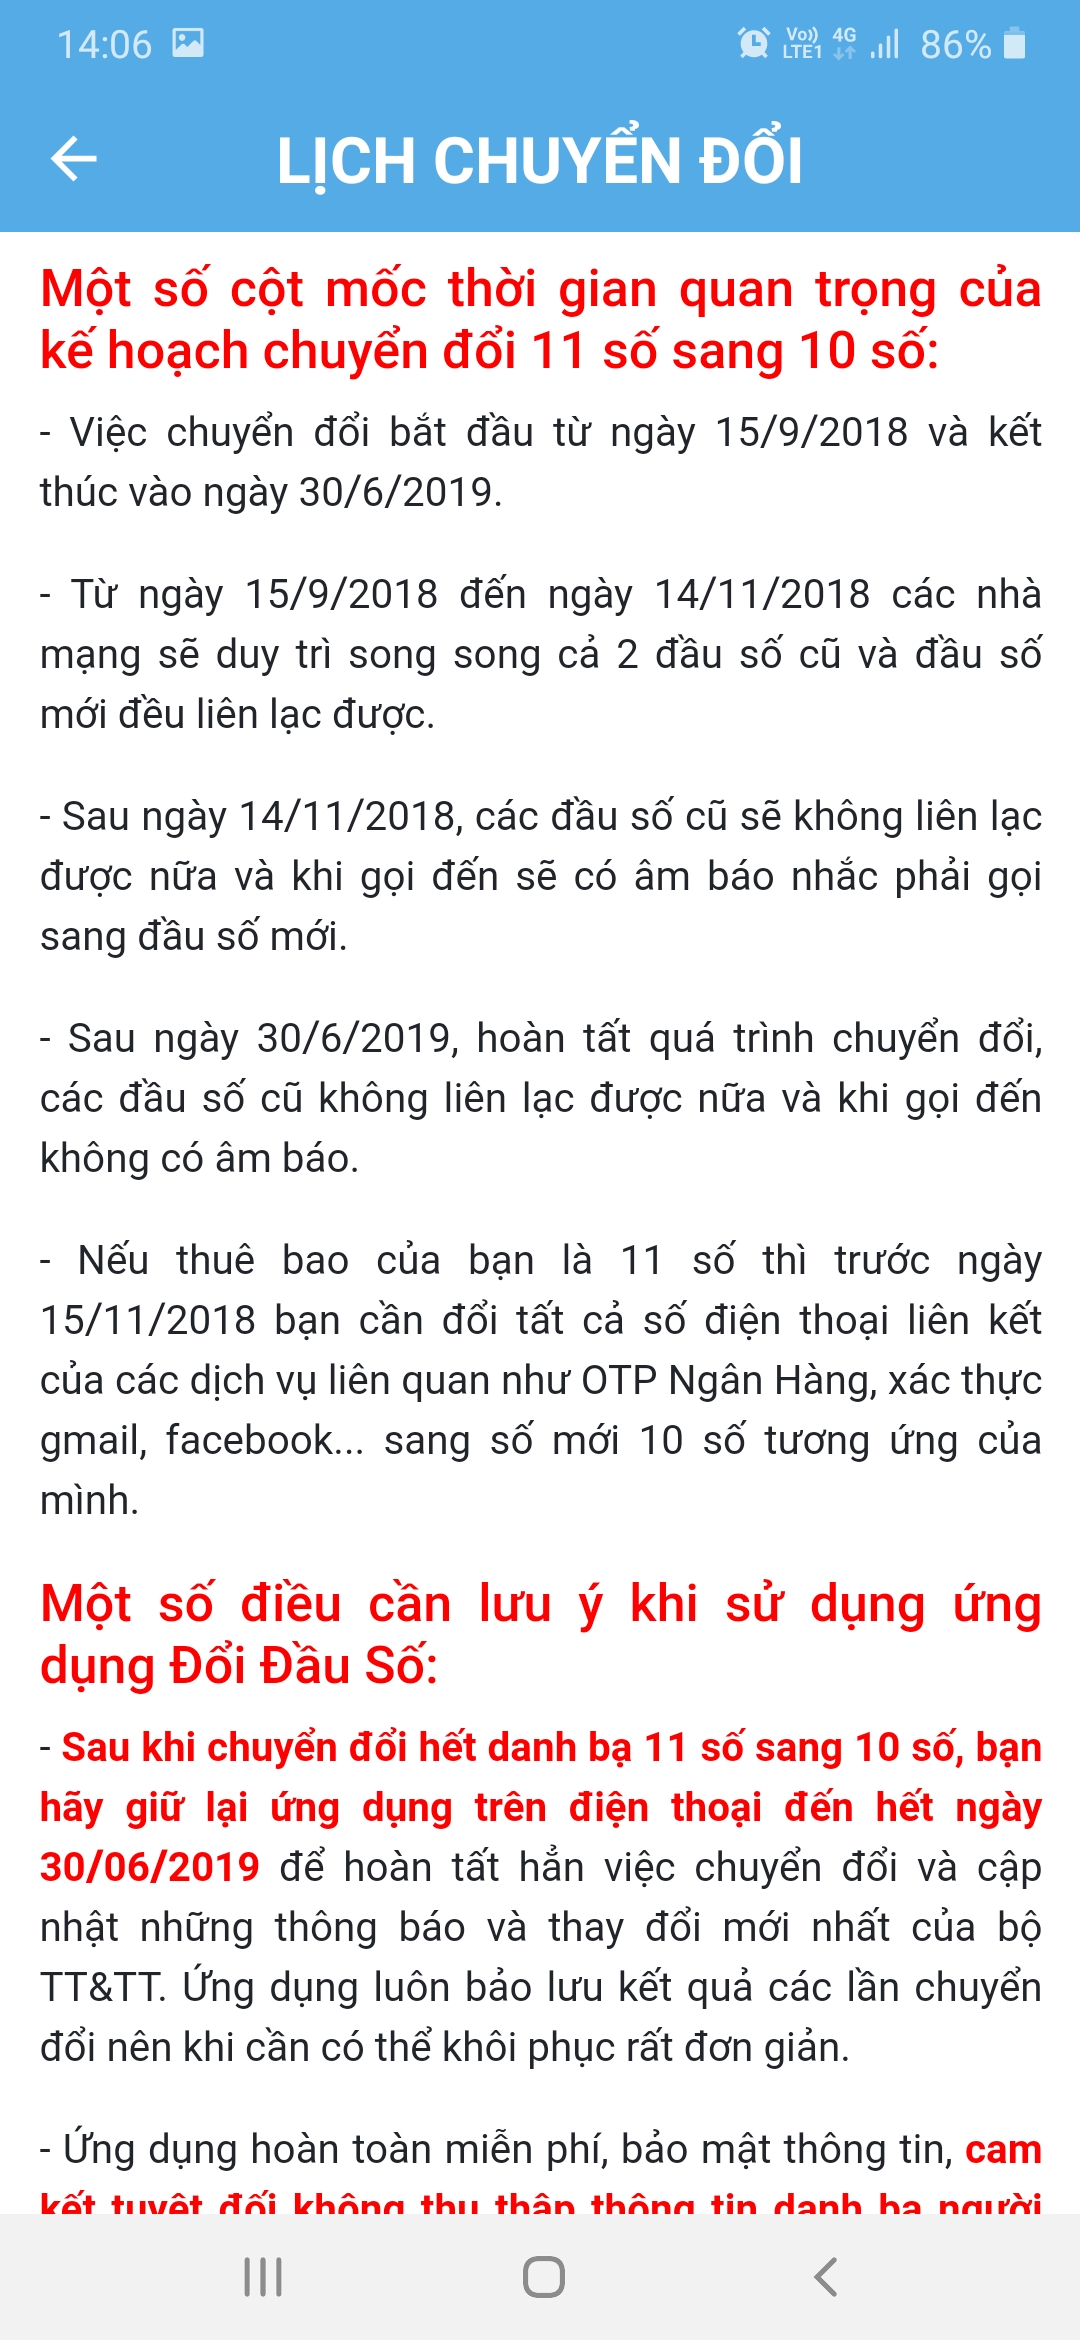 14:06 Vo)) LTE1 4G 86%
LỊCH CHUYỂN ĐỔI
Một số cột mốc thời gian quan trọng của
kế hoạch chuyển đổi 11 số sang 10 số:
- Việc chuyển đổi bắt đầu từ ngày 15/9/2018 và kết
thúc vào ngày 30/6/2019.
- Từ ngày 15/9/2018 đến ngày 14/11/2018 các nhà
mạng sẽ duy trì song song cả 2 đầu số cũ và đầu số
mới đều liên lạc được.
- Sau ngày 14/11/2018, các đầu số cũ sẽ không liên lạc
được nữa và khi gọi đến sẽ có âm báo nhắc phải gọi
sang đầu số mới.
- Sau ngày 30/6/2019, hoàn tất quá trình chuyển đổi,
các đầu số cũ không liên lạc được nữa và khi gọi đến
không có âm báo.
- Nếu thuê bao của bạn là 11 số thì trước ngày
15/11/2018 bạn cần đổi tất cả số điện thoại liên kết
của các dịch vụ liên quan như OTP Ngân Hàng, xác thực
gmail, facebook... sang số mới 10 số tương ứng của
mình.
Một số điều cần lưu ý khi sử dụng ứng
dụng Đổi Đầu Số:
- Sau khi chuyển đổi hết danh bạ 11 số sang 10 số, bạn
hãy giữ lại ứng dụng trên điện thoại đến hết ngày
30/06/2019 để hoàn tất hẳn việc chuyển đổi và cập
nhật những thông báo và thay đổi mới nhất của bộ
TT&TT. Ứng dụng luôn bảo lưu kết quả các lần chuyển
đổi nên khi cần có thể khôi phục rất đơn giản.
- Ứng dụng hoàn toàn miễn phí, bảo mật thông tin, cam
kết tuyệt đối không thu thập thông tin danh bạ người